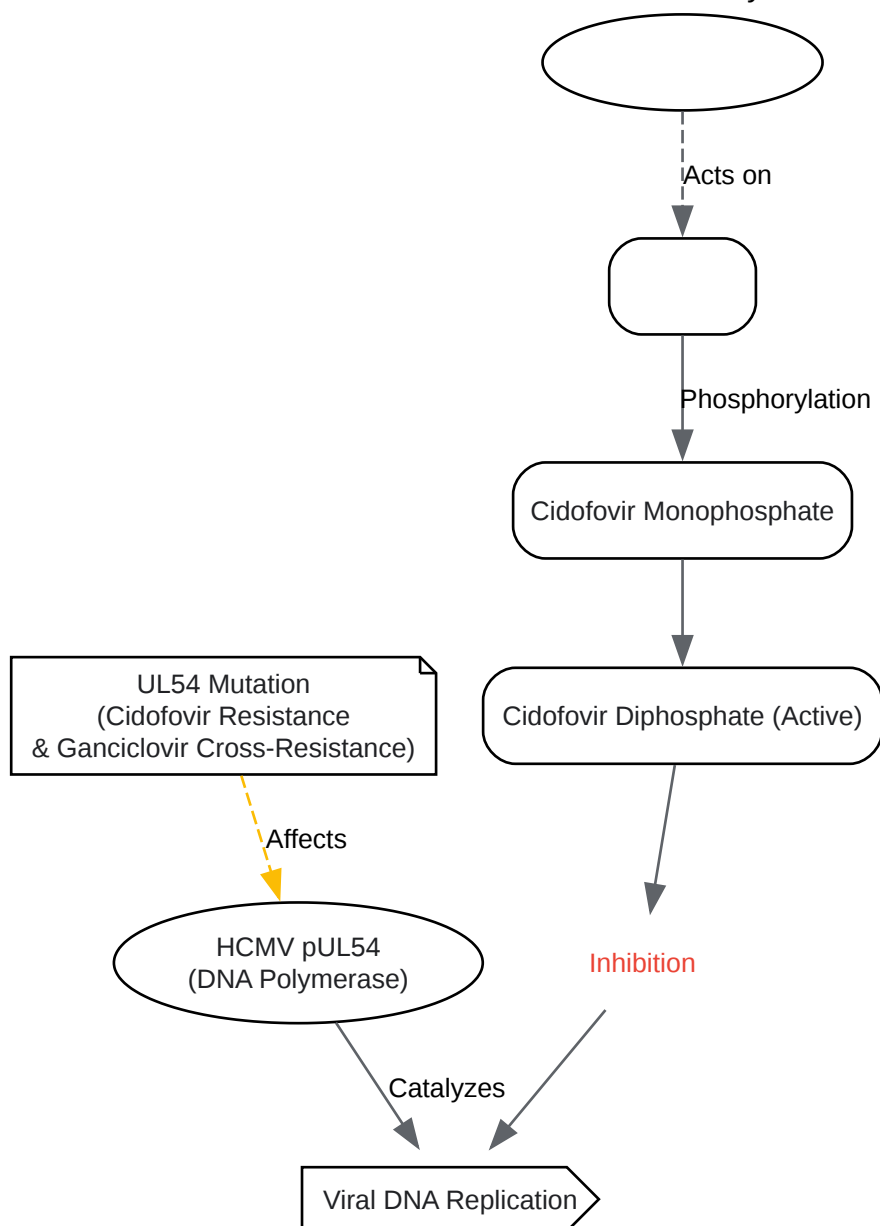 Acts on
Phosphorylation
Cidofovir Monophosphate
UL54 Mutation
(Cidofovir Resistance
& Ganciclovir Cross-Resistance)
Cidofovir Diphosphate (Active)
Affects
HCMV pUL54
(DNA Polymerase)
Inhibition
Catalyzes
Viral DNA Replication